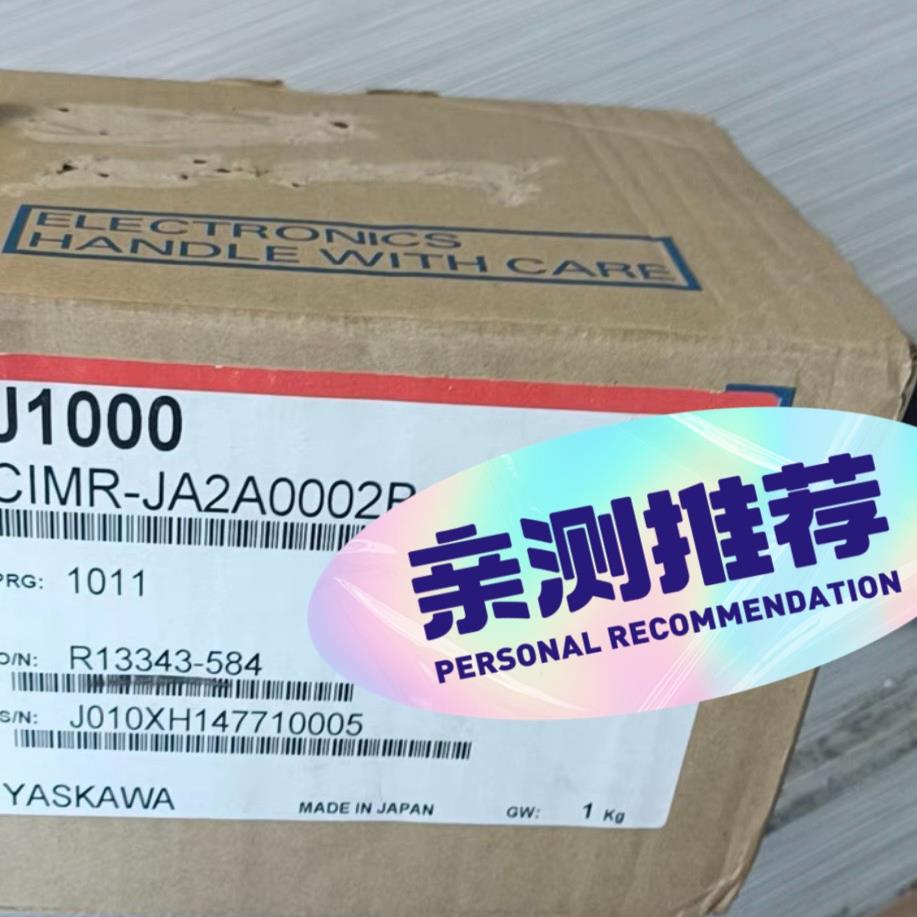 ELECTRONICS
HANDLE WITH CARE
J1000
CIMR-JA2A0002B
PRG: 1011
O/N: R13343-584
S/N: J010XH147710005
YASKAWA
MADE IN JAPAN
GW: 1 Kg
亲测推荐
PERSONAL RECOMMENDATION